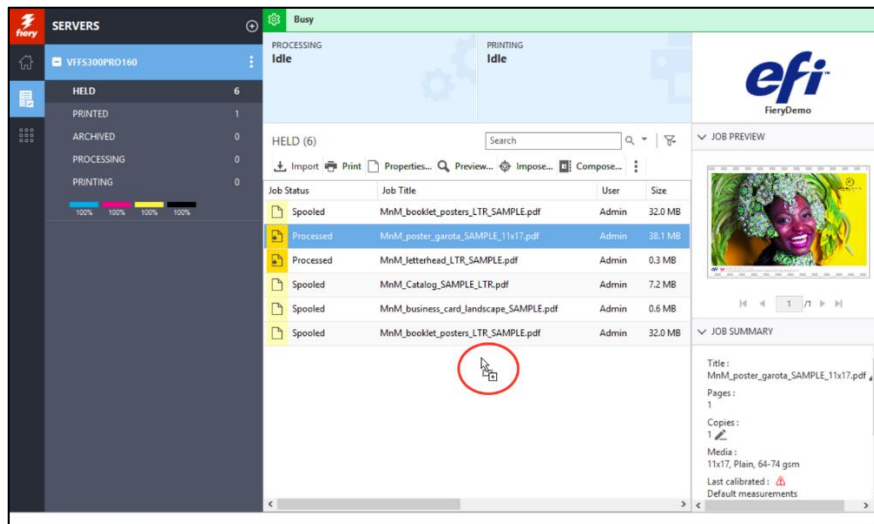 fiery
SERVERS
VFFS300PRO160
HELD 6
PRINTED 1
ARCHIVED 0
PROCESSING 0
PRINTING 0
100% 100% 100% 100%
Busy
PROCESSING
Idle
PRINTING
Idle
HELD (6)
Search
Import Print Properties... Preview... Impose... Compose...
Job Status Job Title User Size
Spooled MnM_booklet_posters_LTR_SAMPLE.pdf Admin 32.0 MB
Processed MnM_poster_garota_SAMPLE_11x17.pdf Admin 38.1 MB
Processed MnM_letterhead_LTR_SAMPLE.pdf Admin 0.3 MB
Spooled MnM_Catalog_SAMPLE_LTR.pdf Admin 7.2 MB
Spooled MnM_business_card_landscape_SAMPLE.pdf Admin 0.6 MB
Spooled MnM_booklet_posters_LTR_SAMPLE.pdf Admin 32.0 MB
efi
FieryDemo
JOB PREVIEW
1 /1
JOB SUMMARY
Title :
MnM_poster_garota_SAMPLE_11x17.pdf
Pages :
1
Copies :
1
Media :
11x17, Plain, 64-74 gsm
Last calibrated :
Default measurements